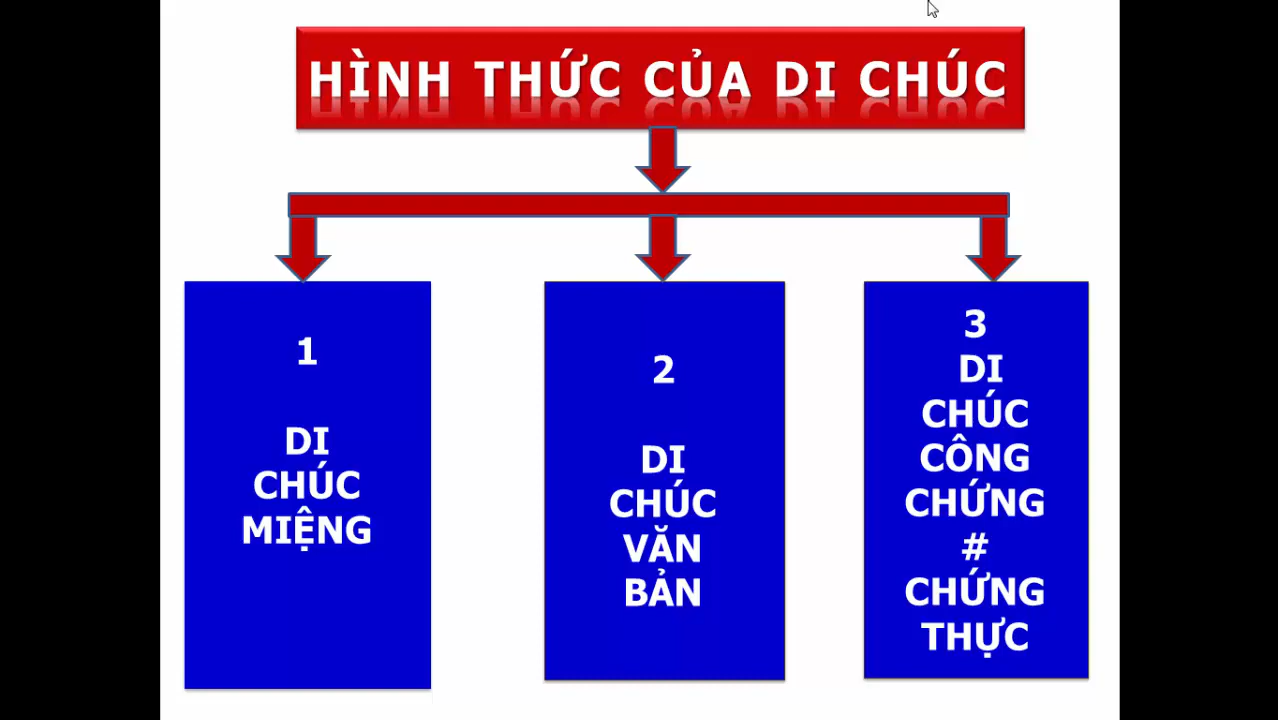 HÌNH THỨC CỦA DI CHÚC
1
DI
CHÚC
MIỆNG
2
DI
CHÚC
VĂN
BẢN
3
DI
CHÚC
CÔNG
CHỨNG
#
CHỨNG
THỰC